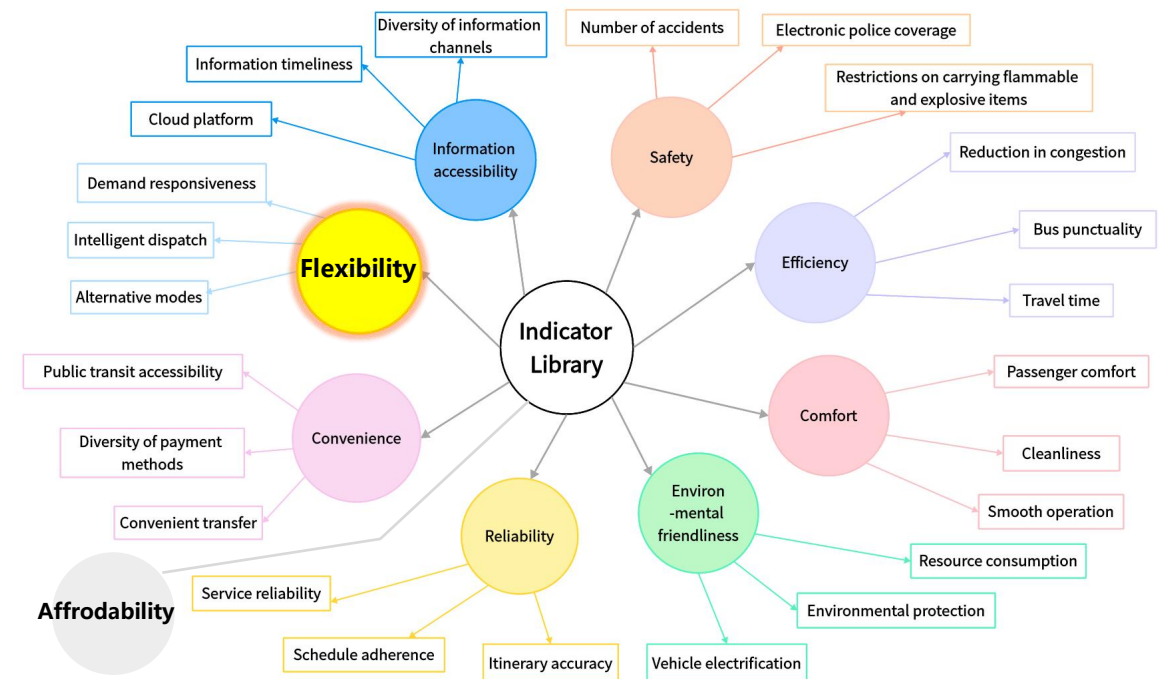 Diversity of information
channels
Number of accidents
Electronic police coverage
Information timeliness
Restrictions on carrying flammable
and explosive items
Cloud platform
Information
accessibility
Safety
Reduction in congestion
Demand responsiveness
Intelligent dispatch
Flexibility
Alternative modes
Efficiency
Bus punctuality
Travel time
Indicator
Library
Public transit accessibility
Diversity of payment
methods
Convenience
Convenient transfer
Comfort
Passenger comfort
Cleanliness
Smooth operation
Environ
-mental
friendliness
Reliability
Resource consumption
Environmental protection
Vehicle electrification
Affrodability
Service reliability
Schedule adherence
Itinerary accuracy